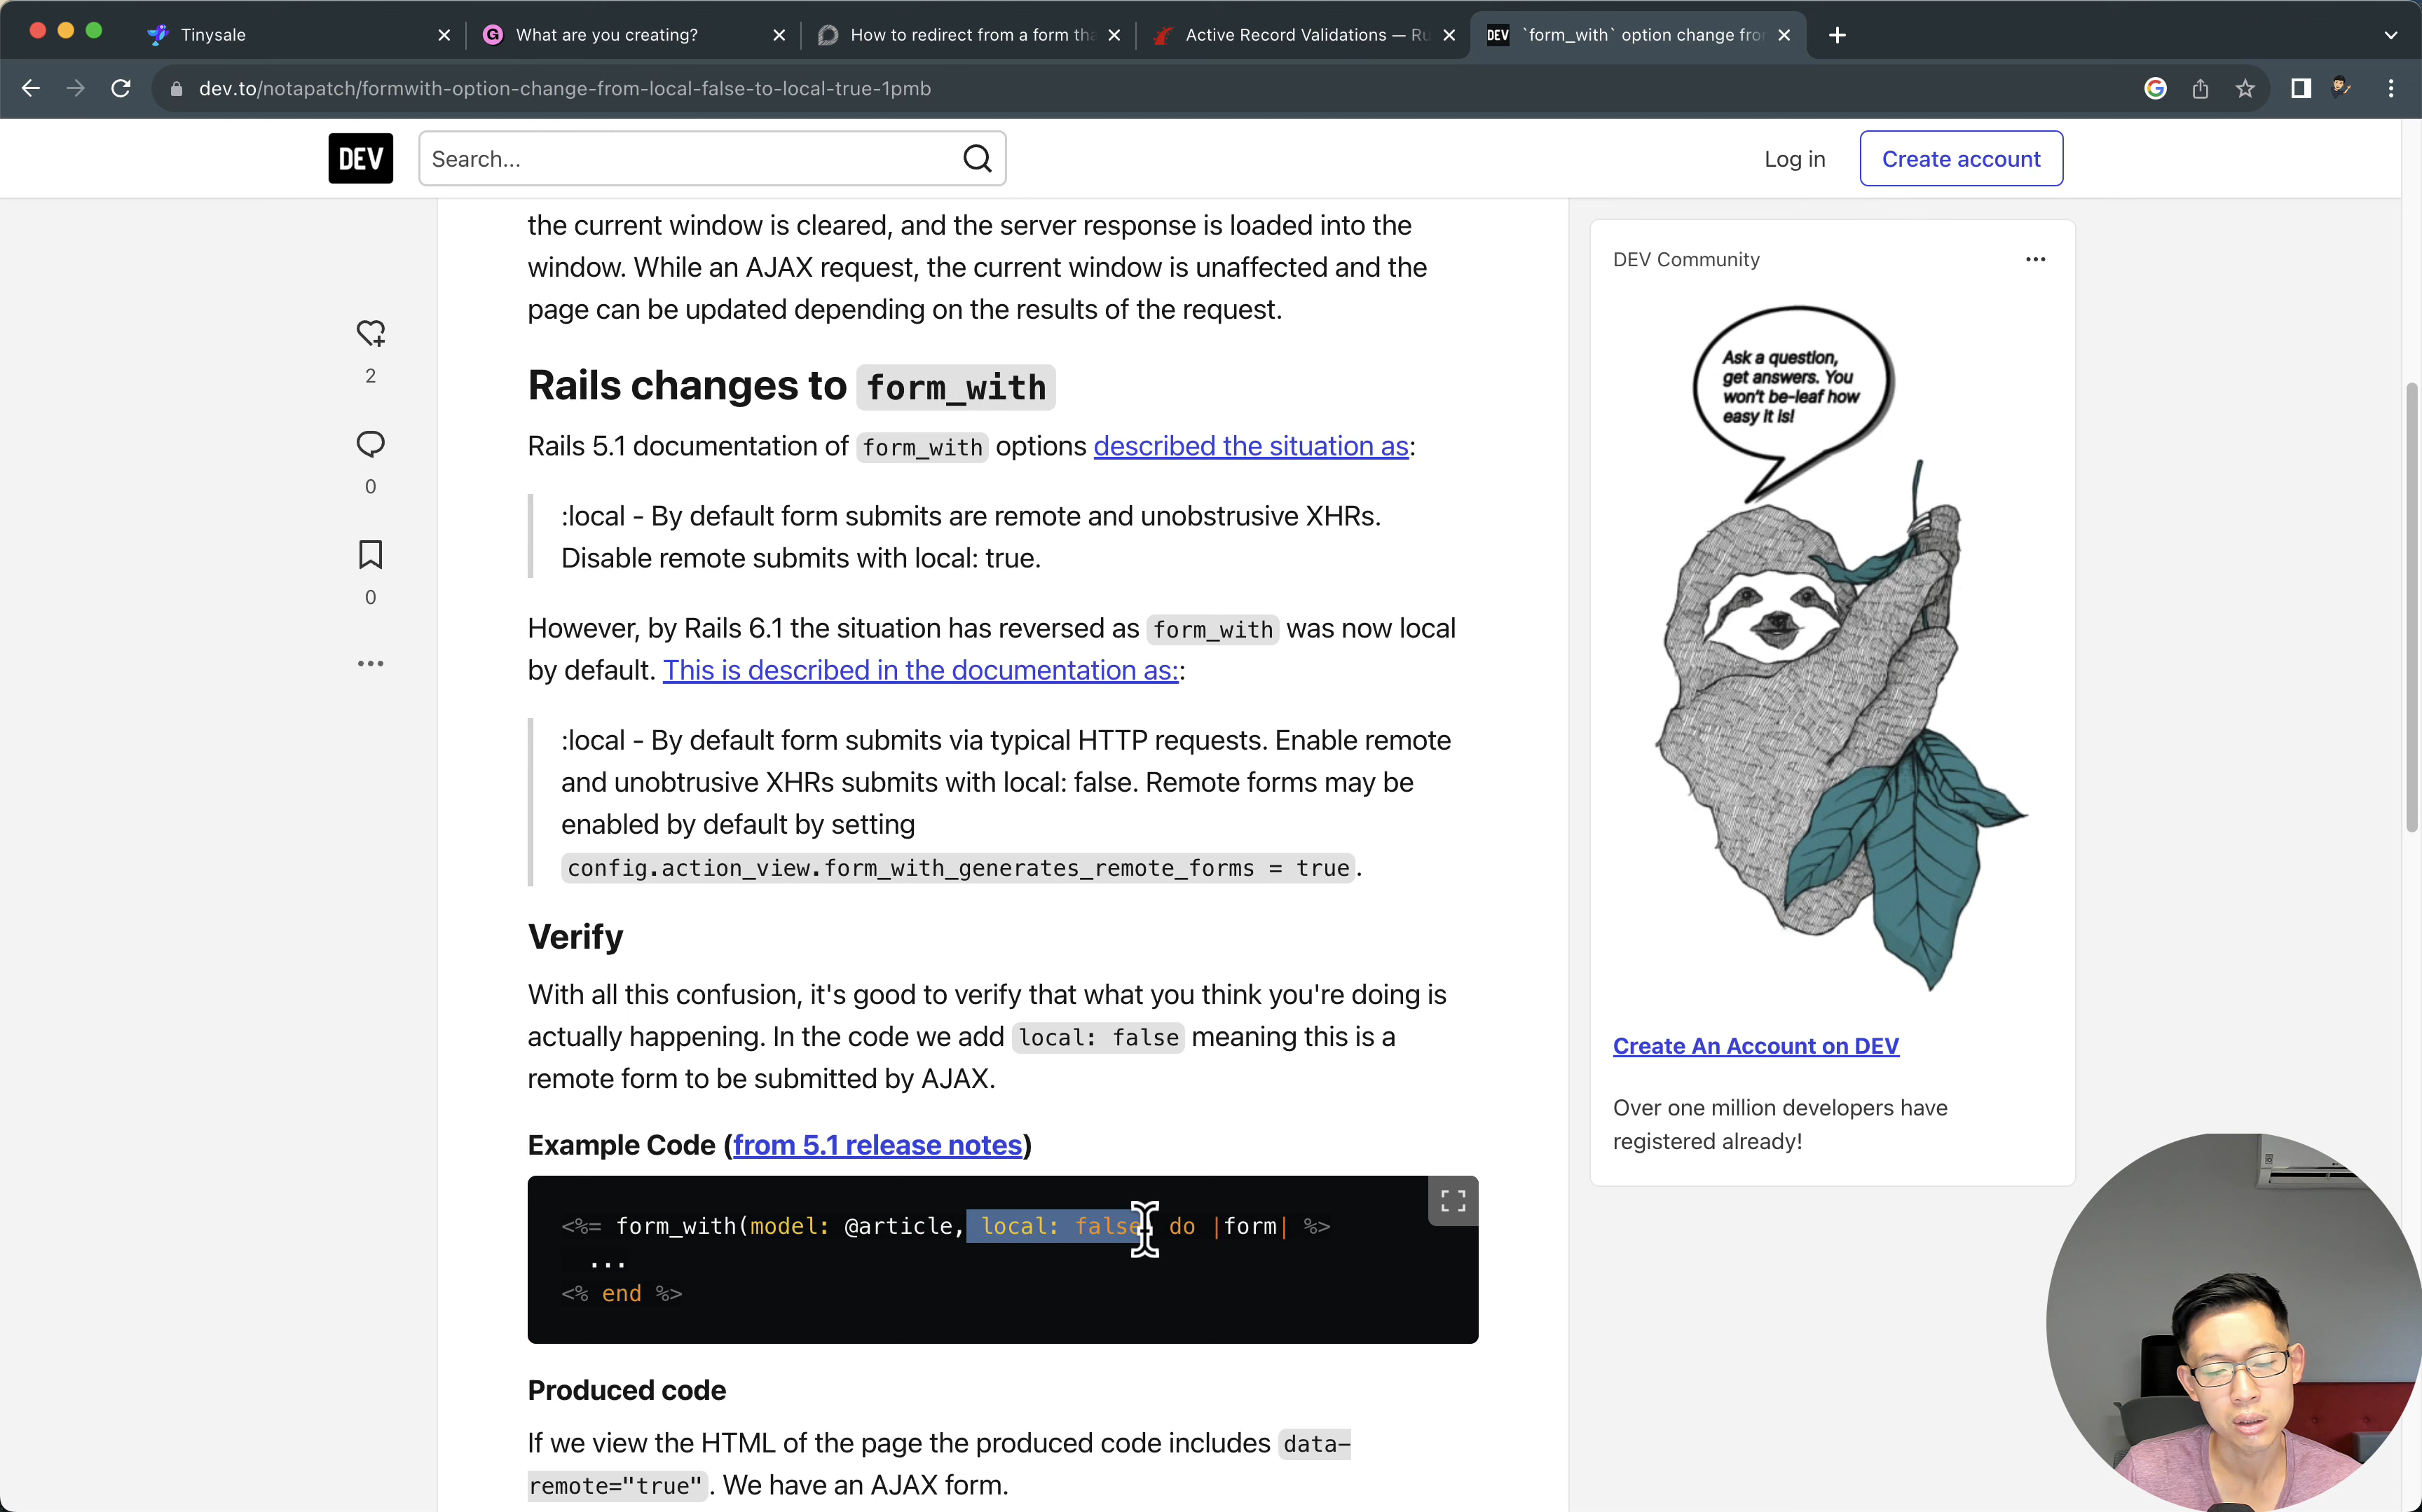 Tinysale
What are you creating?
How to redirect from a form tha
Active Record Validations — Ru
DEV `form_with` option change fro
dev.to/notapatch/formwith-option-change-from-local-false-to-local-true-1pmb
DEV
Search...
Log in
Create account
the current window is cleared, and the server response is loaded into the
window. While an AJAX request, the current window is unaffected and the
page can be updated depending on the results of the request.
2
0
0
Rails changes to form_with
Rails 5.1 documentation of form_with options described the situation as:
:local - By default form submits are remote and unobstrusive XHRs.
Disable remote submits with local: true.
However, by Rails 6.1 the situation has reversed as form_with was now local
by default. This is described in the documentation as::
:local - By default form submits via typical HTTP requests. Enable remote
and unobtrusive XHRs submits with local: false. Remote forms may be
enabled by default by setting
config.action_view.form_with_generates_remote_forms = true.
Verify
With all this confusion, it's good to verify that what you think you're doing is
actually happening. In the code we add local: false meaning this is a
remote form to be submitted by AJAX.
Example Code (from 5.1 release notes)
<%= form_with(model: @article, local: false do |form| %>
...
<% end %>
Produced code
If we view the HTML of the page the produced code includes data-
remote="true". We have an AJAX form.
DEV Community
Ask a question,
get answers. You
won't be-leaf how
easy it is!
Create An Account on DEV
Over one million developers have
registered already!